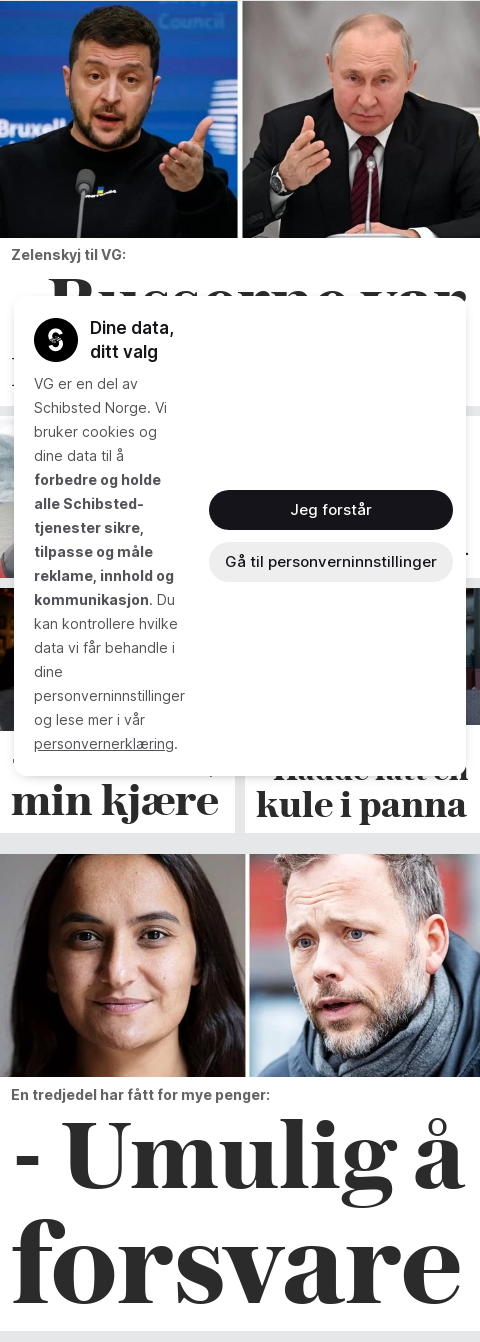 Council
Bruxell
Zelenskyj til VG:
- Russerne var
Dine data,
ditt valg
VG er en del av
Schibsted Norge. Vi
bruker cookies og
dine data til å
forbedre og holde
alle Schibsted-
tjenester sikre,
tilpasse og måle
reklame, innhold og
kommunikasjon. Du
kan kontrollere hvilke
data vi får behandle i
dine
personverninnstillinger
og lese mer i vår
personvernerklæring.
Jeg forstår
Gå til personverninnstillinger
min kjære
hadde fått en
kule i panna
En tredjedel har fått for mye penger:
- Umulig å
forsvare